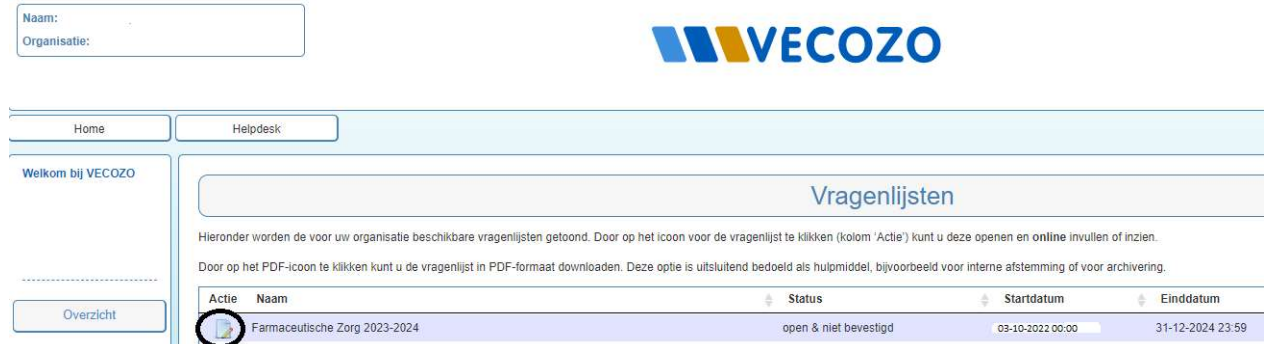 Naam:
Organisatie:
VECOZO
Home Helpdesk
Welkom bij VECOZO
Vragenlijsten
Hieronder worden de voor uw organisatie beschikbare vragenlijsten getoond. Door op het icoon voor de vragenlijst te klikken (kolom 'Actie') kunt u deze openen en online invullen of inzien.
Door op het PDF-icoon te klikken kunt u de vragenlijst in PDF-formaat downloaden. Deze optie is uitsluitend bedoeld als hulpmiddel, bijvoorbeeld voor interne afstemming of voor archivering.
Overzicht
Actie Naam Status Startdatum Einddatum
Farmaceutische Zorg 2023-2024 open & niet bevestigd 03-10-2022 00:00 31-12-2024 23:59